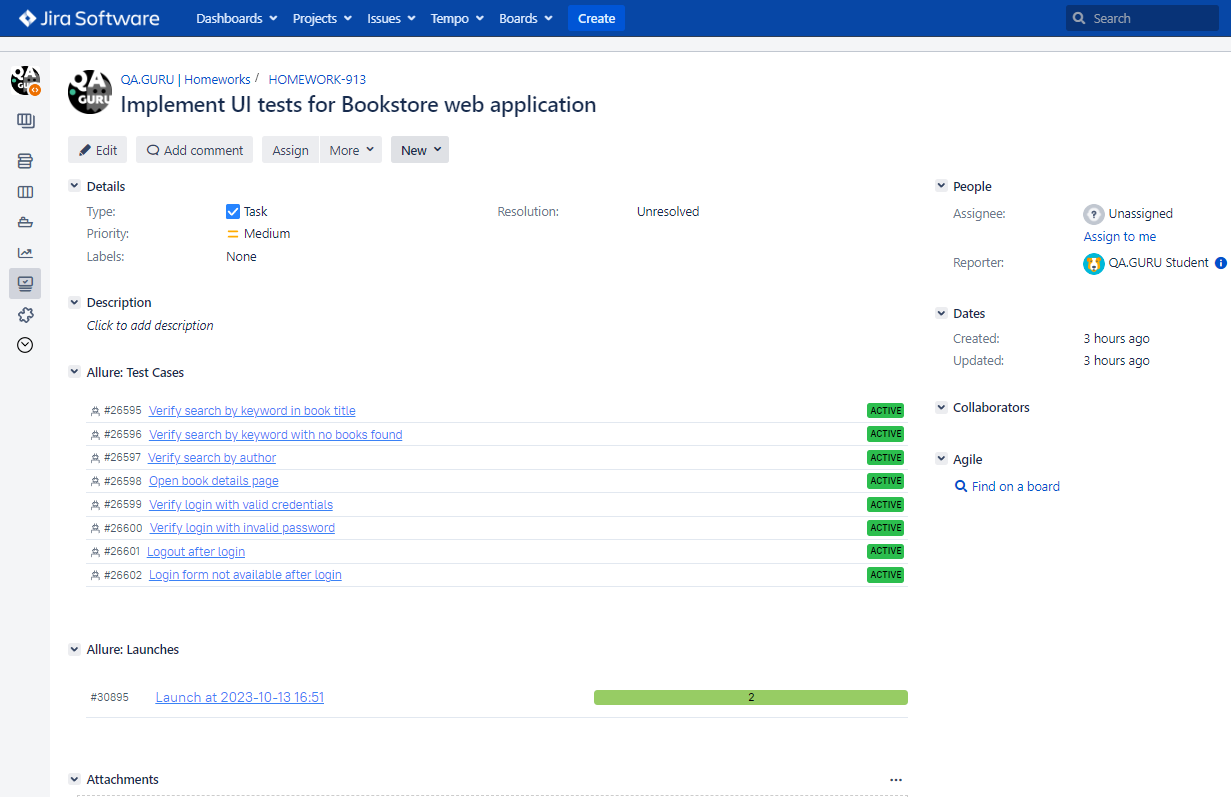 Jira Software Dashboards Projects Issues Tempo Boards Create Search
QA GURU
QA.GURU | Homeworks / HOMEWORK-913
Implement UI tests for Bookstore web application
Edit Add comment Assign More New
Details
Type: Task Resolution: Unresolved
Priority: Medium
Labels: None
Description
Click to add description
Allure: Test Cases
#26595 Verify search by keyword in book title ACTIVE
#26596 Verify search by keyword with no books found ACTIVE
#26597 Verify search by author ACTIVE
#26598 Open book details page ACTIVE
#26599 Verify login with valid credentials ACTIVE
#26600 Verify login with invalid password ACTIVE
#26601 Logout after login ACTIVE
#26602 Login form not available after login ACTIVE
Allure: Launches
#30895 Launch at 2023-10-13 16:51 2
Attachments
People
Assignee: Unassigned
Assign to me
Reporter: QA.GURU Student
Dates
Created: 3 hours ago
Updated: 3 hours ago
Collaborators
Agile
Find on a board